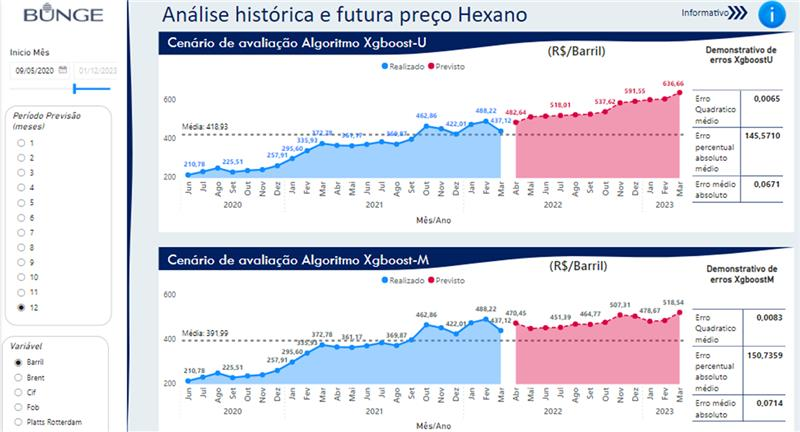 BUNGE
Análise histórica e futura preço Hexano
Informativo
i
Inicio Mês
09/05/2020
01/12/2023
Período Previsão
(meses)
1
2
3
4
5
6
7
8
9
10
11
12
Variável
Barril
Brent
Cif
Fob
Platts Rotterdam
Cenário de avaliação Algoritmo Xgboost-U
(R$/Barril)
Realizado Previsto
600
400
200
Média: 418,93
210,78 225,51 257,91 295,60 335,93 372,78 361,17 369,87 462,86 422,01 488,22 437,12 482,64 518,01 537,62 591,55 636,66
Jun Jul Ago Set Out Nov Dez Jan Fev Mar Abr Mai Jun Jul Ago Set Out Nov Dez Jan Fev Mar Abr Mai Jun Jul Ago Set Out Nov Dez Jan Fev Mar
2020 2021 2022 2023
Mês/Ano
Demonstrativo de
erros XgboostU
Erro
Quadratico
médio
0,0065
Erro
percentual
absoluto
médio
145,5710
Erro médio
absoluto
0,0671
Cenário de avaliação Algoritmo Xgboost-M
(R$/Barril)
Realizado Previsto
600
400
200
Média: 391,99
210,78 225,51 257,91 295,60 335,93 372,78 361,17 369,87 462,86 422,01 488,22 437,12 470,45 451,39 464,77 507,31 478,67 518,54
Jun Jul Ago Set Out Nov Dez Jan Fev Mar Abr Mai Jun Jul Ago Set Out Nov Dez Jan Fev Mar Abr Mai Jun Jul Ago Set Out Nov Dez Jan Fev Mar
2020 2021 2022 2023
Mês/Ano
Demonstrativo de
erros XgboostM
Erro
Quadratico
médio
0,0083
Erro
percentual
absoluto
médio
150,7359
Erro médio
absoluto
0,0714